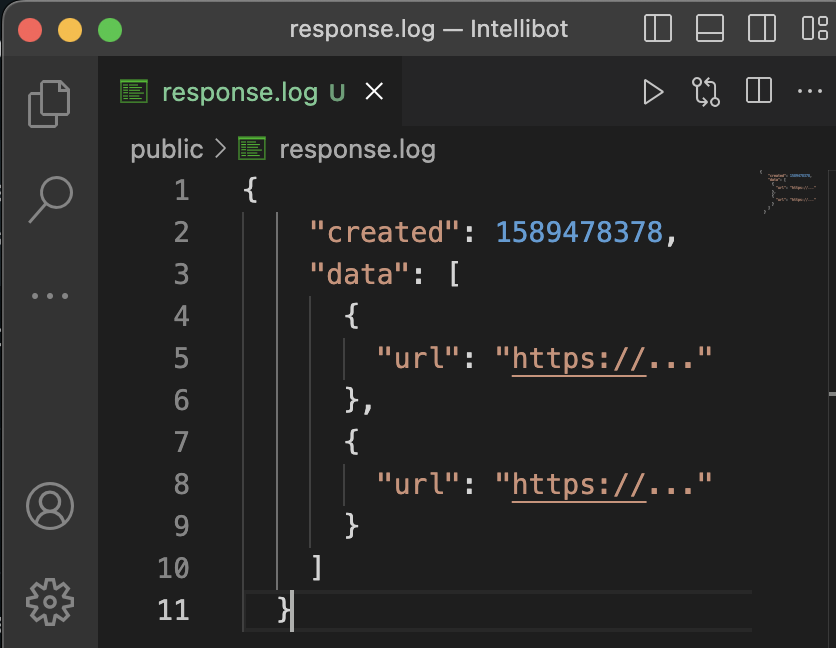 response.log — Intellibot
response.log U
public > response.log
1 {
2 "created": 1589478378,
3 "data": [
4 {
5 "url": "https://..."
6 },
7 {
8 "url": "https://..."
9 }
10 ]
11 }